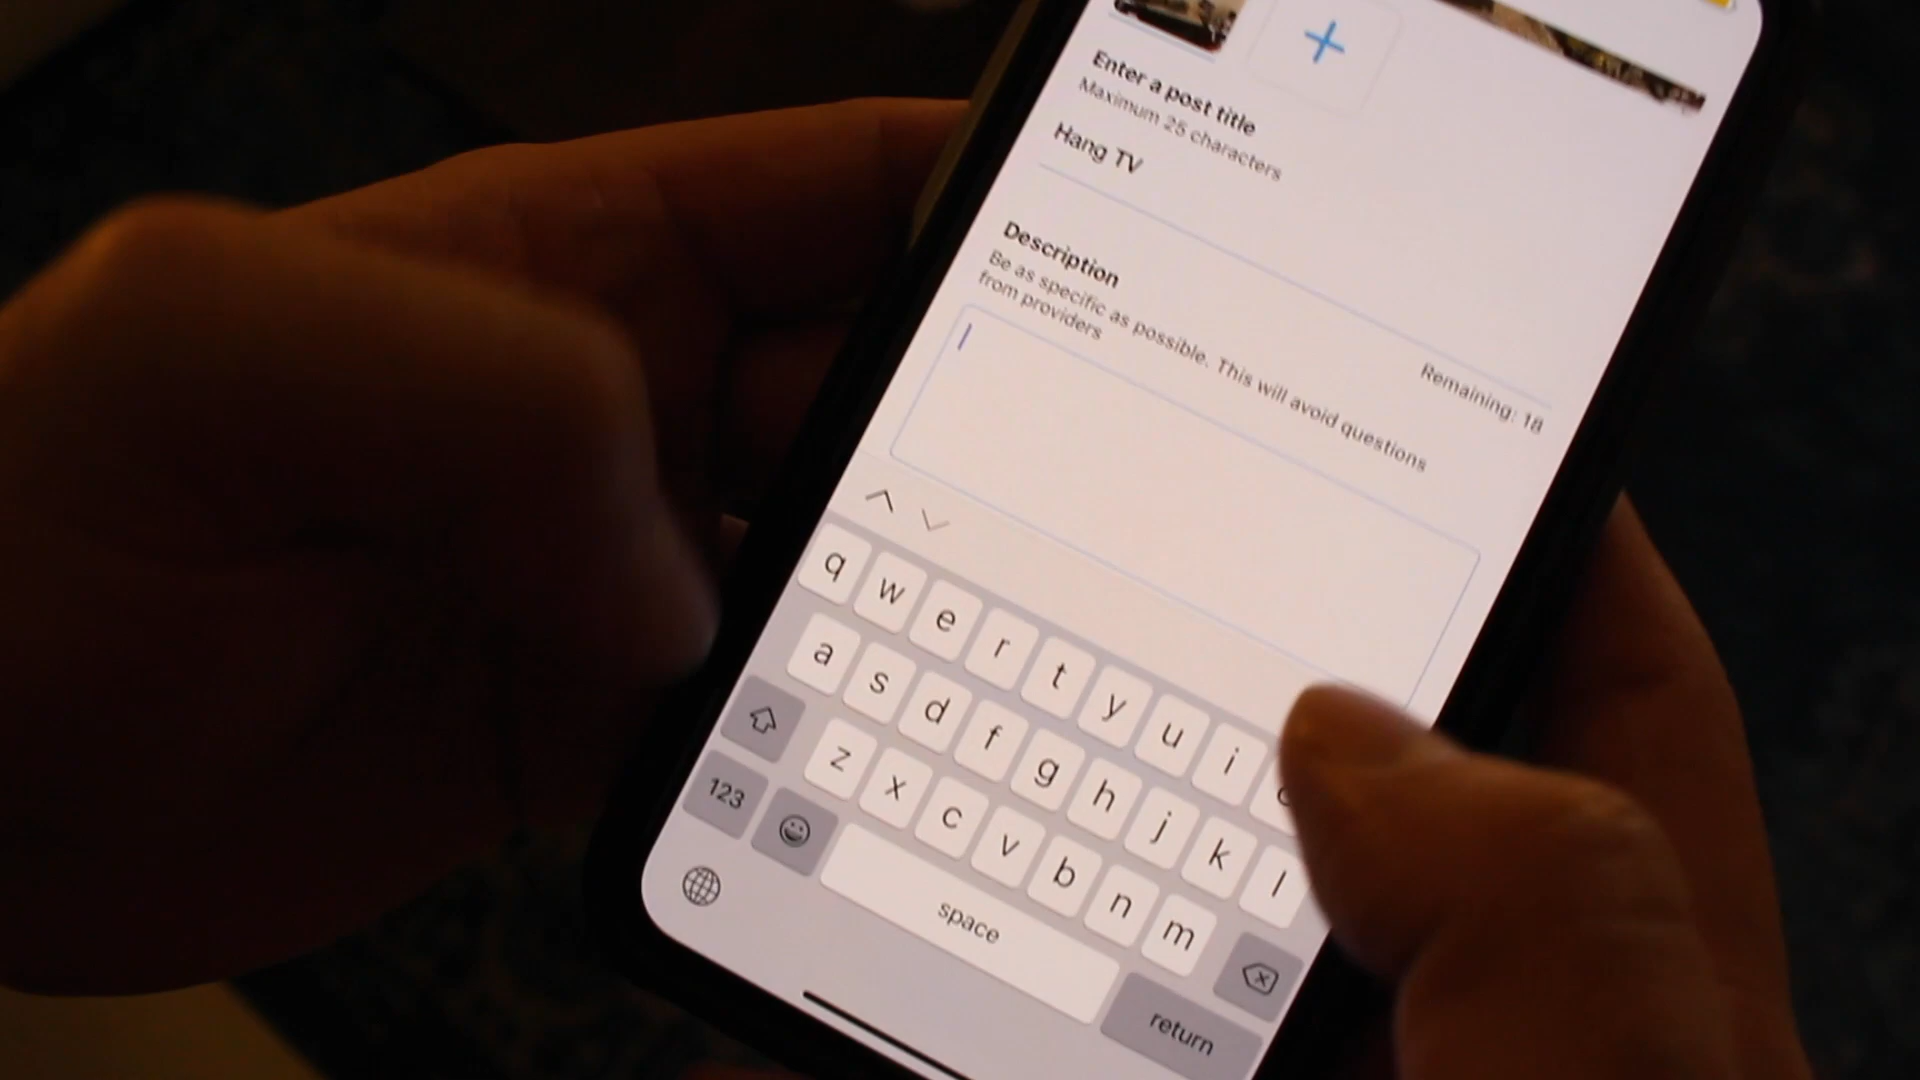 Enter a post title
Maximum 25 characters
Hang TV
Remaining: 18
Description
Be as specific as possible. This will avoid questions
from providers
q w e r t y u i
a s d f g h j k l
z x c v b n m
123
space
return